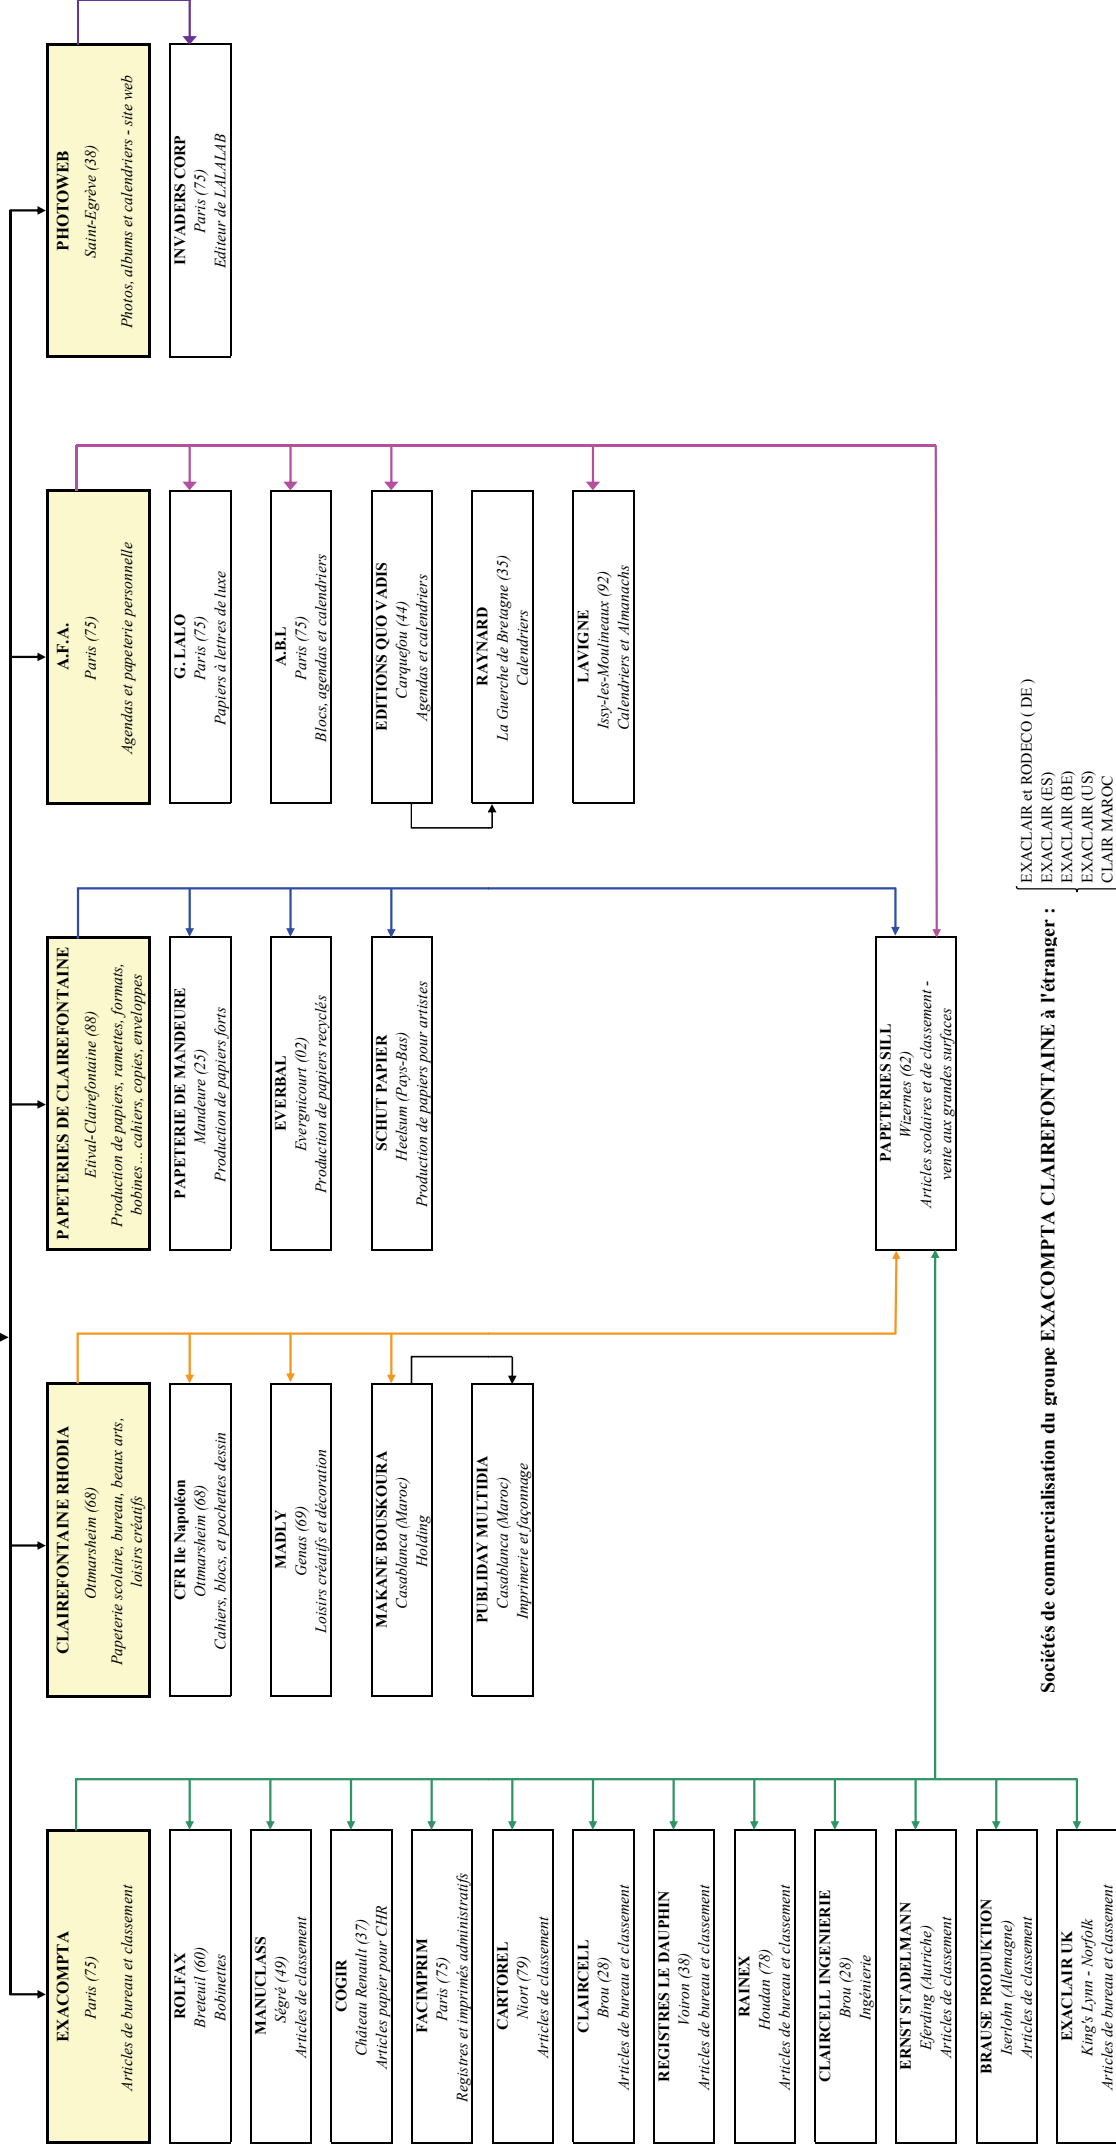 EXACOMPTA
Paris (75)
Articles de bureau et classement
ROLFAX
Breteuil (60)
Bobinettes
MANUCLASS
Ségré (49)
Articles de classement
COGIR
Château Renault (37)
Articles papier pour CHR
FACIMPRIM
Paris (75)
Registres et imprimés administratifs
CARTOREL
Niort (79)
Articles de classement
CLAIRCELL
Brou (28)
Articles de bureau et classement
REGISTRES LE DAUPHIN
Voiron (38)
Articles de bureau et classement
RAINEX
Houdan (78)
Articles de bureau et classement
CLAIRCELL INGENIERIE
Brou (28)
Ingénierie
ERNST STADELMANN
Eferding (Autriche)
Articles de classement
BRAUSE PRODUKTION
Iserlohn (Allemagne)
Articles de classement
EXACLAIR UK
King's Lynn - Norfolk
Articles de bureau et classement
CLAIREFONTAINE RHODIA
Ottmarsheim (68)
Papeterie scolaire, bureau, beaux arts,
loisirs créatifs
CFR Ile Napoléon
Ottmarsheim (68)
Cahiers, blocs, et pochettes dessin
MADLY
Genas (69)
Loisirs créatifs et décoration
MAKANE BOUSKOURA
Casablanca (Maroc)
Holding
PUBLIDAY MULTIDIA
Casablanca (Maroc)
Imprimerie et façonnage
PAPETERIES DE CLAIREFONTAINE
Etival-Clairefontaine (88)
Production de papiers, ramettes, formats,
bobines ... cahiers, copies, enveloppes
PAPETERIE DE MANDEURE
Mandeure (25)
Production de papiers forts
EVERBAL
Evergnicourt (02)
Production de papiers recyclés
SCHUT PAPIER
Heelsum (Pays-Bas)
Production de papiers pour artistes
PAPETERIES SILL
Wizernes (62)
Articles scolaires et de classement -
vente aux grandes surfaces
A.F.A.
Paris (75)
Agendas et papeterie personnelle
G. LALO
Paris (75)
Papiers à lettres de luxe
A.B.L
Paris (75)
Blocs, agendas et calendriers
EDITIONS QUO VADIS
Carquefou (44)
Agendas et calendriers
RAYNARD
La Guerche de Bretagne (35)
Calendriers
LAVIGNE
Issy-les-Moulineaux (92)
Calendriers et Almanachs
PHOTOWEB
Saint-Egrève (38)
Photos, albums et calendriers - site web
INVADERS CORP
Paris (75)
Editeur de LALALAB
Sociétés de commercialisation du groupe EXACOMPTA CLAIREFONTAINE à l'étranger :
EXACLAIR et RODECO ( DE )
EXACLAIR (ES)
EXACLAIR (BE)
EXACLAIR (US)
CLAIR MAROC